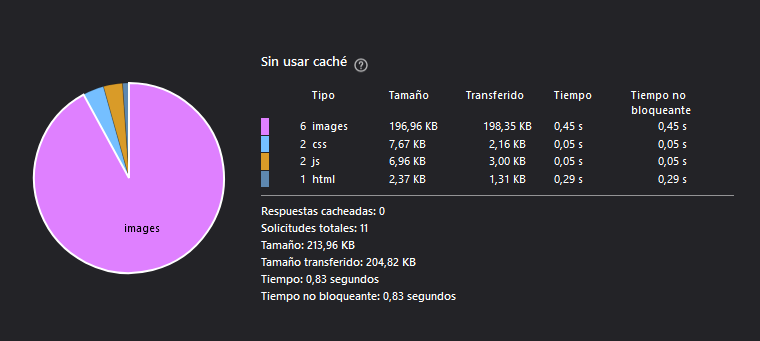 Sin usar caché ?
Tipo Tamaño Transferido Tiempo Tiempo no bloqueante
6 images 196,96 KB 198,35 KB 0,45 s 0,45 s
2 css 7,67 KB 2,16 KB 0,05 s 0,05 s
2 js 6,96 KB 3,00 KB 0,05 s 0,05 s
1 html 2,37 KB 1,31 KB 0,29 s 0,29 s
images
Respuestas cacheadas: 0
Solicitudes totales: 11
Tamaño: 213,96 KB
Tamaño transferido: 204,82 KB
Tiempo: 0,83 segundos
Tiempo no bloqueante: 0,83 segundos